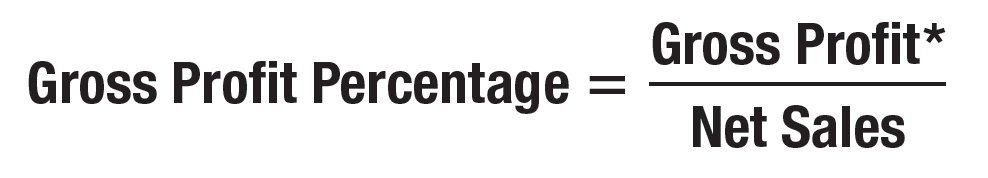 Gross Profit Percentage = Gross Profit*
Net Sales